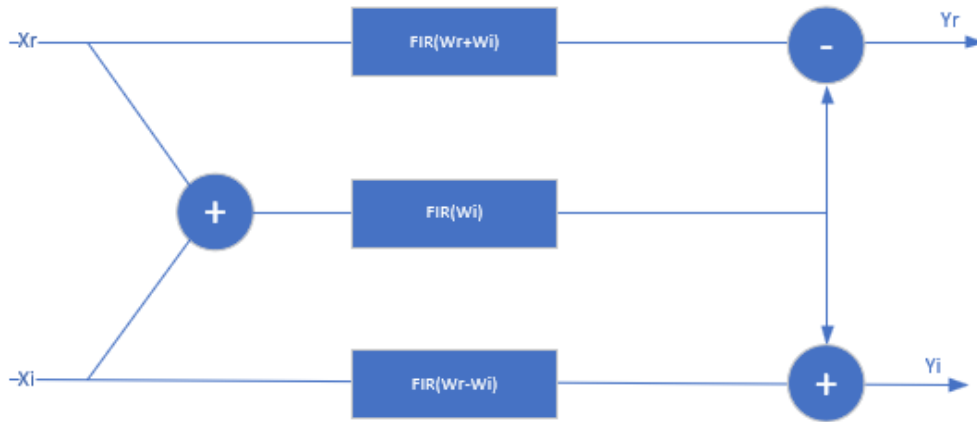 Xr
FIR(Wr+Wi)
-
Yr
+
FIR(Wi)
Xi
FIR(Wr-Wi)
+
Yi